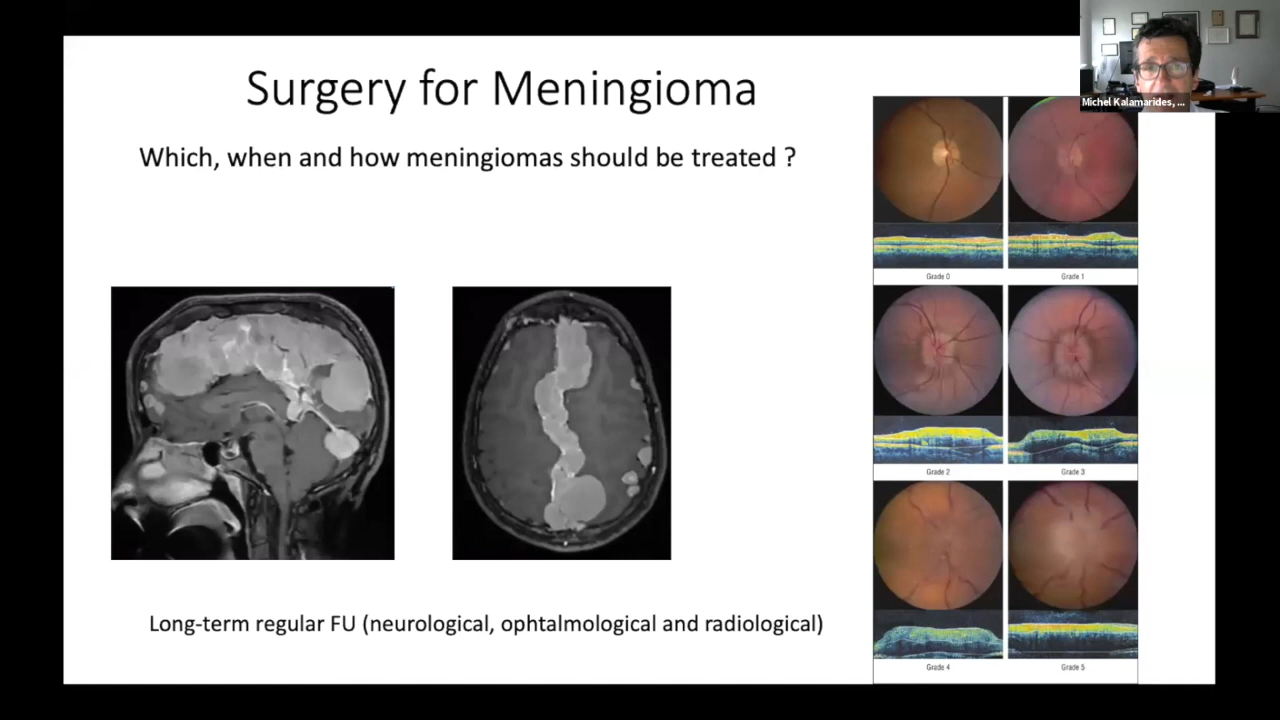 Surgery for Meningioma
Which, when and how meningiomas should be treated ?
Michel Kalamarides, ...
Grade 0
Grade 1
Grade 2
Grade 3
Grade 4
Grade 5
Long-term regular FU (neurological, ophtalmological and radiological)